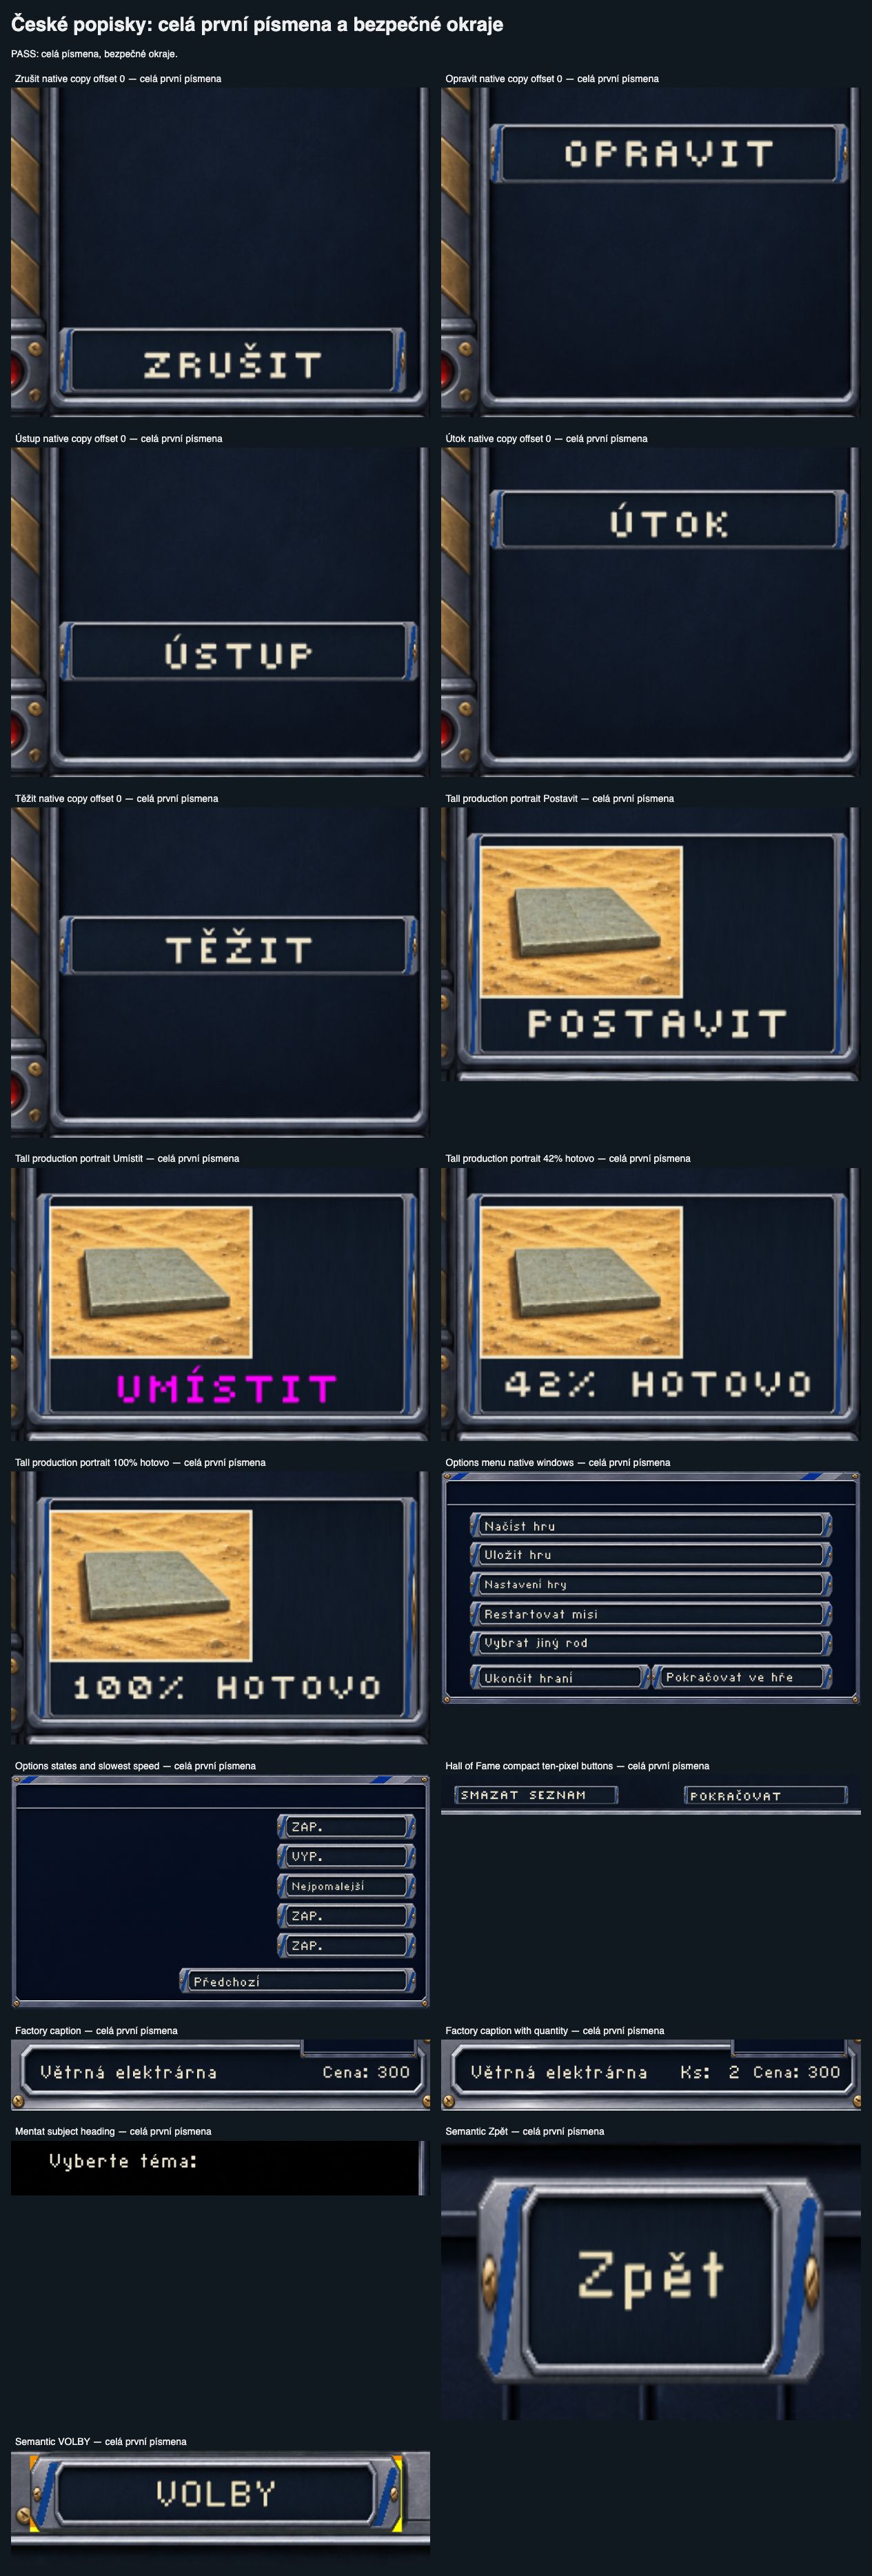 České popisky: celá první písmena a bezpečné okraje
PASS: celá písmena, bezpečné okraje.
Zrušit native copy offset 0 — celá první písmena
Opravit native copy offset 0 — celá první písmena
ZRUŠIT
OPRAVIT
Ústup native copy offset 0 — celá první písmena
Útok native copy offset 0 — celá první písmena
ÚSTUP
ÚTOK
Těžit native copy offset 0 — celá první písmena
Tall production portrait Postavit — celá první písmena
TĚŽIT
POSTAVIT
Tall production portrait Umístit — celá první písmena
Tall production portrait 42% hotovo — celá první písmena
UMÍSTIT
42% HOTOVO
Tall production portrait 100% hotovo — celá první písmena
Options menu native windows — celá první písmena
100% HOTOVO
Načíst hru
Uložit hru
Nastavení hry
Restartovat misi
Vybrat jiný rod
Ukončit hraní
Pokračovat ve hře
Options states and slowest speed — celá první písmena
Hall of Fame compact ten-pixel buttons — celá první písmena
ZAP.
VYP.
Nejpomalejší
ZAP.
ZAP.
Předchozí
SMAZAT SEZNAM
POKRAČOVAT
Factory caption — celá první písmena
Factory caption with quantity — celá první písmena
Větrná elektrárna Cena: 300
Větrná elektrárna Ks: 2 Cena: 300
Mentat subject heading — celá první písmena
Semantic Zpět — celá první písmena
Vyberte téma:
Zpět
Semantic VOLBY — celá první písmena
VOLBY